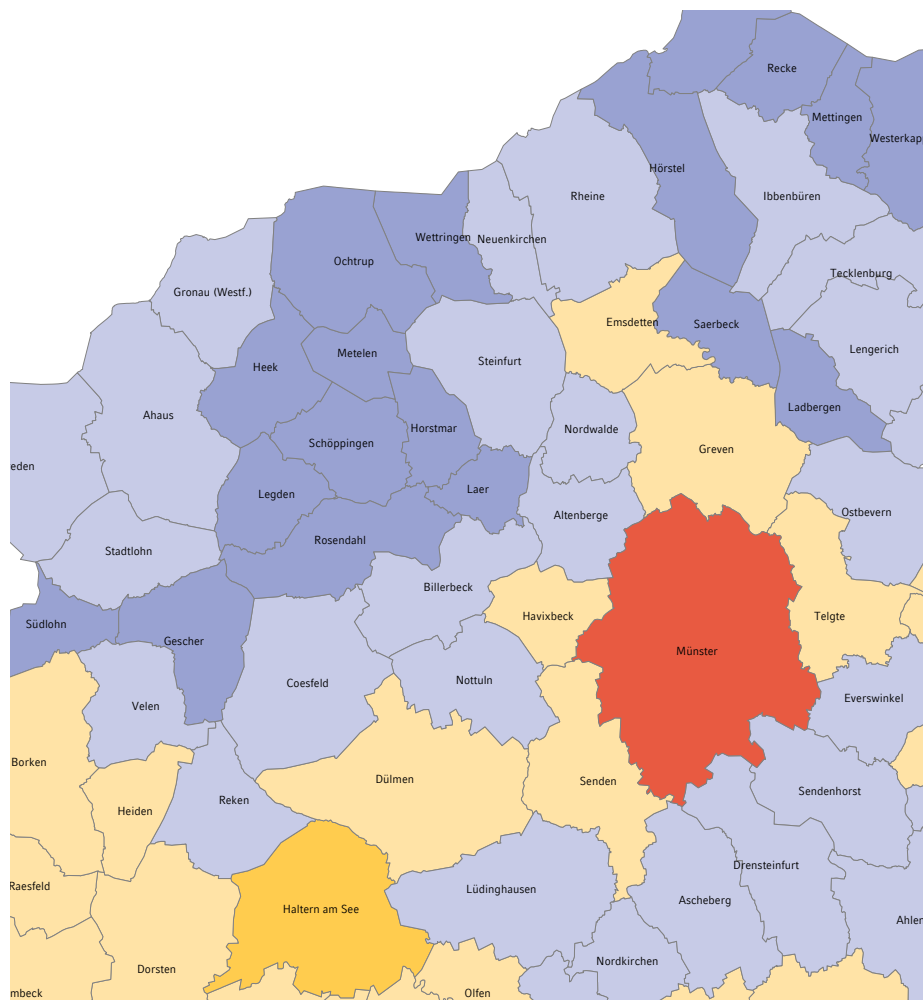 Recke
Mettingen
Westerkap
Hörstel
Ibbenbüren
Rheine
Wettringen
Neuenkirchen
Ochtrup
Tecklenburg
Gronau (Westf.)
Emsdetten
Saerbeck
Lengerich
Metelen
Steinfurt
Heek
Ladbergen
Ahaus
Horstmar
Nordwalde
Schöppingen
Greven
eden
Laer
Legden
Ostbevern
Altenberge
Rosendahl
Stadtlohn
Billerbeck
Havixbeck
Telgte
Südlohn
Gescher
Münster
Nottuln
Coesfeld
Everswinkel
Velen
Borken
Dülmen
Senden
Sendenhorst
Reken
Heiden
Drensteinfurt
Raesfeld
Lüdinghausen
Ascheberg
Haltern am See
Ahlen
Nordkirchen
Dorsten
mbeck
Olfen